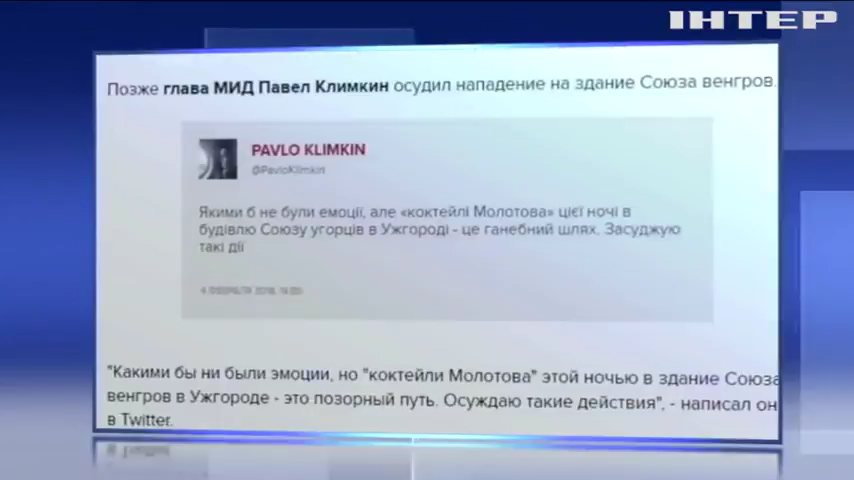 ІНТЕР
Позже глава МИД Павел Климкин осудил нападение на здание Союза венгров.
PAVLO KLIMKIN
@PavloKlimkin
Якими б не були емоції, але «коктейлі Молотова» цієї ночі в
будівлю Союзу угорців в Ужгороді - це ганебний шлях. Засуджую
такі дії
4 ФЕВРАЛЯ 2018,
"Какими бы ни были эмоции, но "коктейли Молотова" этой ночью в здание Союза
венгров в Ужгороде - это позорный путь. Осуждаю такие действия", - написал он
в Twitter.